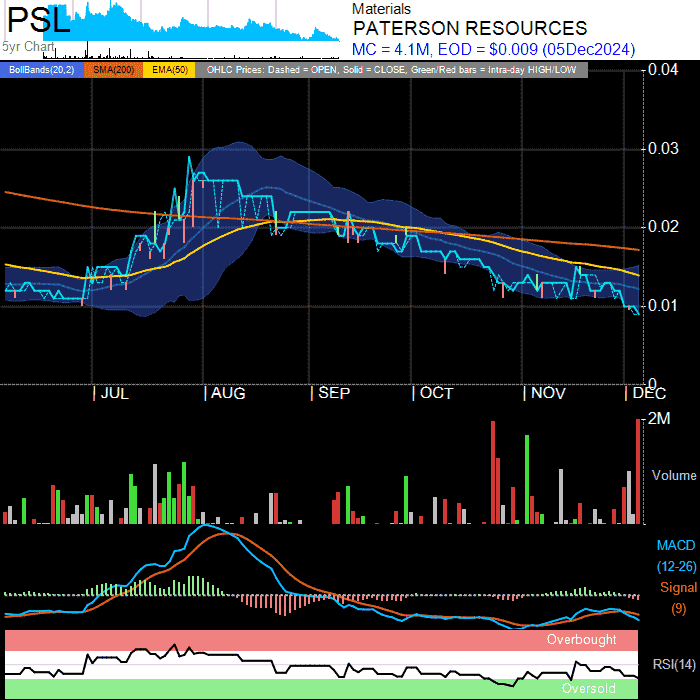 PSL
5yr Chart
Materials
PATERSON RESOURCES
MC = 4.1M, EOD = $0.009 (05Dec2024)
BollBands(20,2) SMA(200) EMA(50) OHLC Prices: Dashed = OPEN, Solid = CLOSE, Green/Red bars = Intra-day HIGH/LOW
0.04
0.03
0.02
0.01
0
JUL AUG SEP OCT NOV DEC
2M
Volume
MACD
(12-26)
Signal
(9)
Overbought
RSI(14)
Oversold